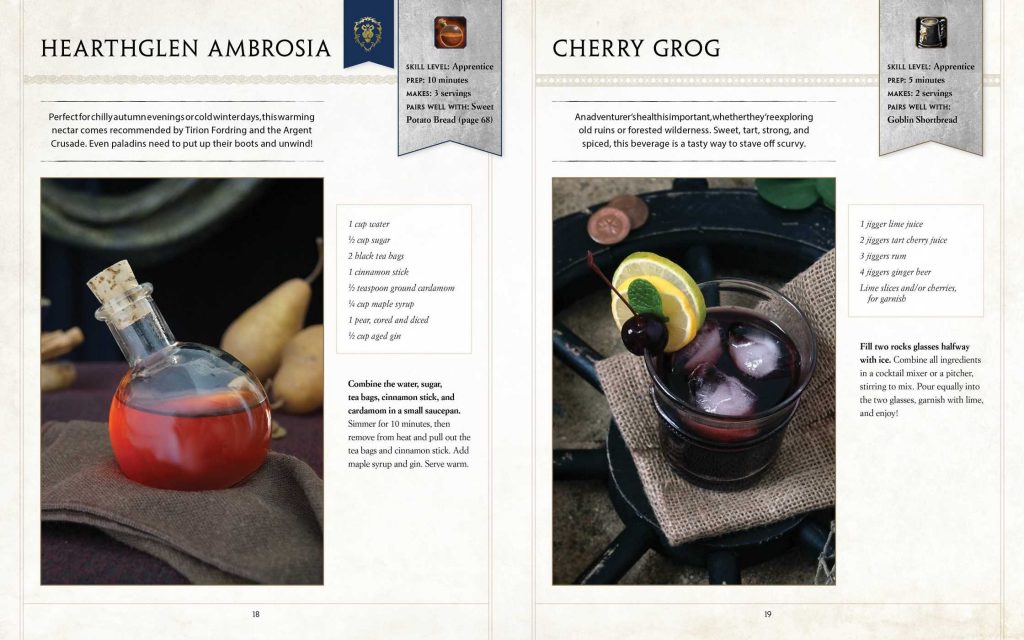 HEARTHGLEN AMBROSIA
SKILL LEVEL: Apprentice
PREP: 10 minutes
MAKES: 3 servings
PAIRS WELL WITH: Sweet
Potato Bread (page 68)
Perfect for chilly autumn evenings or cold winter days, this warming
nectar comes recommended by Tirion Fordring and the Argent
Crusade. Even paladins need to put up their boots and unwind!
1 cup water
½ cup sugar
2 black tea bags
1 cinnamon stick
½ teaspoon ground cardamom
¼ cup maple syrup
1 pear, cored and diced
½ cup aged gin
Combine the water, sugar,
tea bags, cinnamon stick, and
cardamom in a small saucepan.
Simmer for 10 minutes, then
remove from heat and pull out the
tea bags and cinnamon stick. Add
maple syrup and gin. Serve warm.
18
CHERRY GROG
SKILL LEVEL: Apprentice
PREP: 5 minutes
MAKES: 2 servings
PAIRS WELL WITH:
Goblin Shortbread
An adventurer's health is important, whether they're exploring
old ruins or forested wilderness. Sweet, tart, strong, and
spiced, this beverage is a tasty way to stave off scurvy.
1 jigger lime juice
2 jiggers tart cherry juice
3 jiggers rum
4 jiggers ginger beer
Lime slices and/or cherries,
for garnish
Fill two rocks glasses halfway
with ice. Combine all ingredients
in a cocktail mixer or a pitcher,
stirring to mix. Pour equally into
the two glasses, garnish with lime,
and enjoy!
19